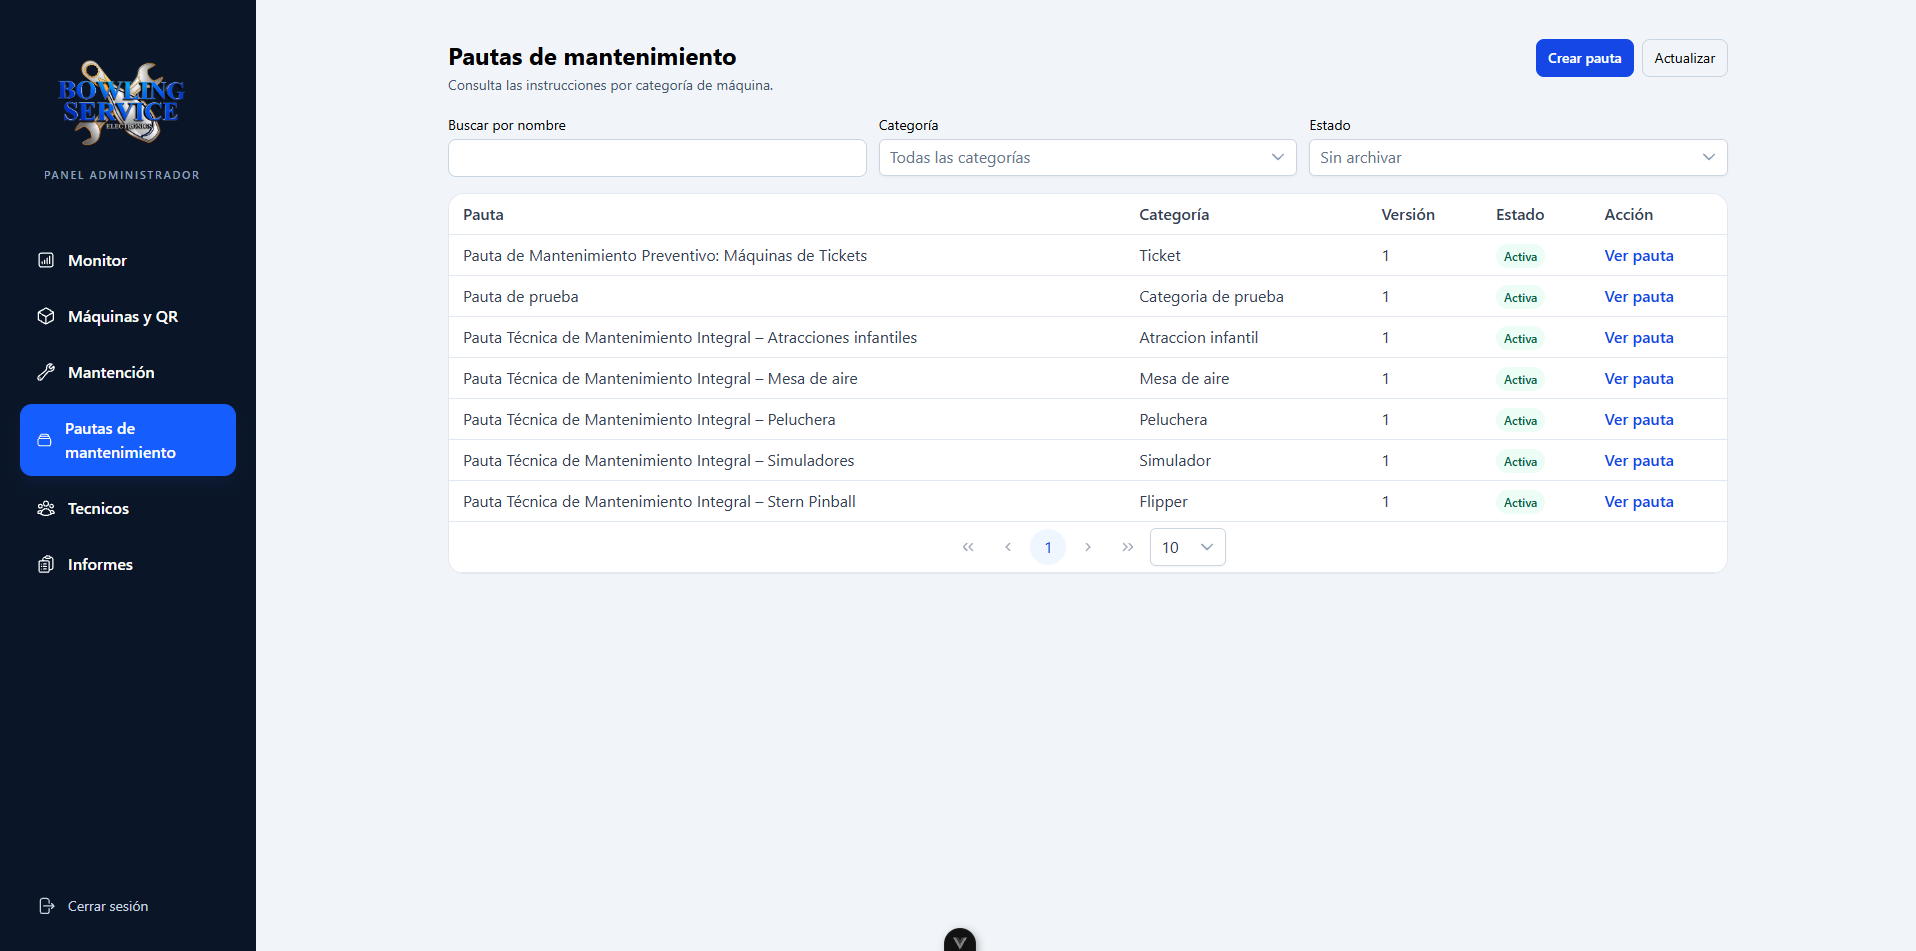 BOWLING
SERVICE
ELECTRONICS
PANEL ADMINISTRADOR
Monitor
Máquinas y QR
Mantención
Pautas de
mantenimiento
Tecnicos
Informes
Cerrar sesión
Pautas de mantenimiento
Consulta las instrucciones por categoría de máquina.
Crear pauta
Actualizar
Buscar por nombre
Categoría
Estado
Todas las categorías
Sin archivar
Pauta Categoría Versión Estado Acción
Pauta de Mantenimiento Preventivo: Máquinas de Tickets Ticket 1 Activa Ver pauta
Pauta de prueba Categoria de prueba 1 Activa Ver pauta
Pauta Técnica de Mantenimiento Integral – Atracciones infantiles Atraccion infantil 1 Activa Ver pauta
Pauta Técnica de Mantenimiento Integral – Mesa de aire Mesa de aire 1 Activa Ver pauta
Pauta Técnica de Mantenimiento Integral – Peluchera Peluchera 1 Activa Ver pauta
Pauta Técnica de Mantenimiento Integral – Simuladores Simulador 1 Activa Ver pauta
Pauta Técnica de Mantenimiento Integral – Stern Pinball Flipper 1 Activa Ver pauta
« ‹ 1 › » 10